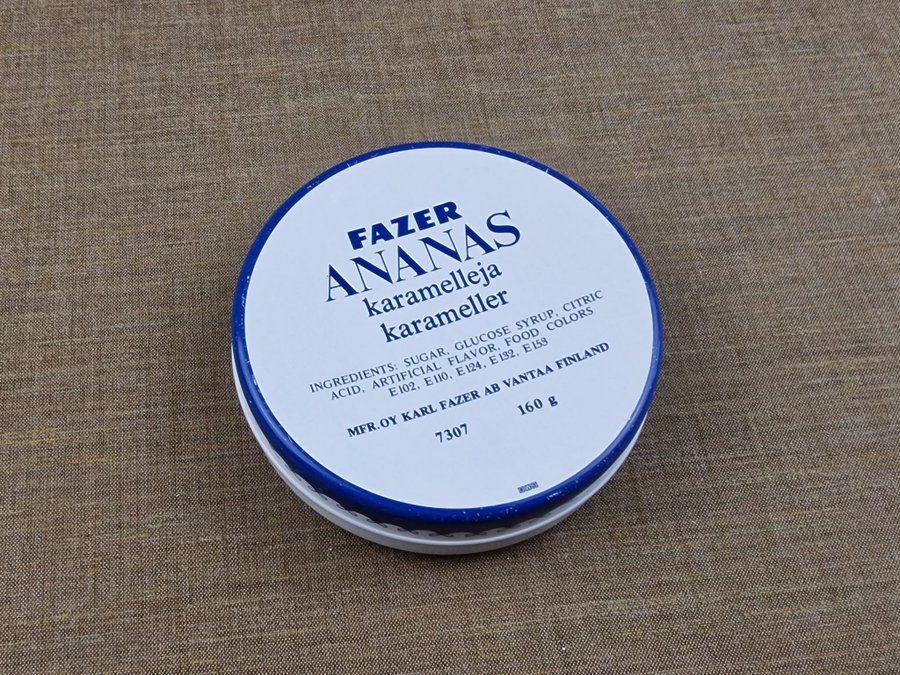 FAZER
ANANAS
karamelleja
karameller
INGREDIENTS: SUGAR, GLUCOSE SYRUP, CITRIC
ACID, ARTIFICIAL FLAVOR, FOOD COLORS
E102, E110, E124, E132, E153
MFR.OY KARL FAZER AB VANTAA FINLAND
7307 160 g